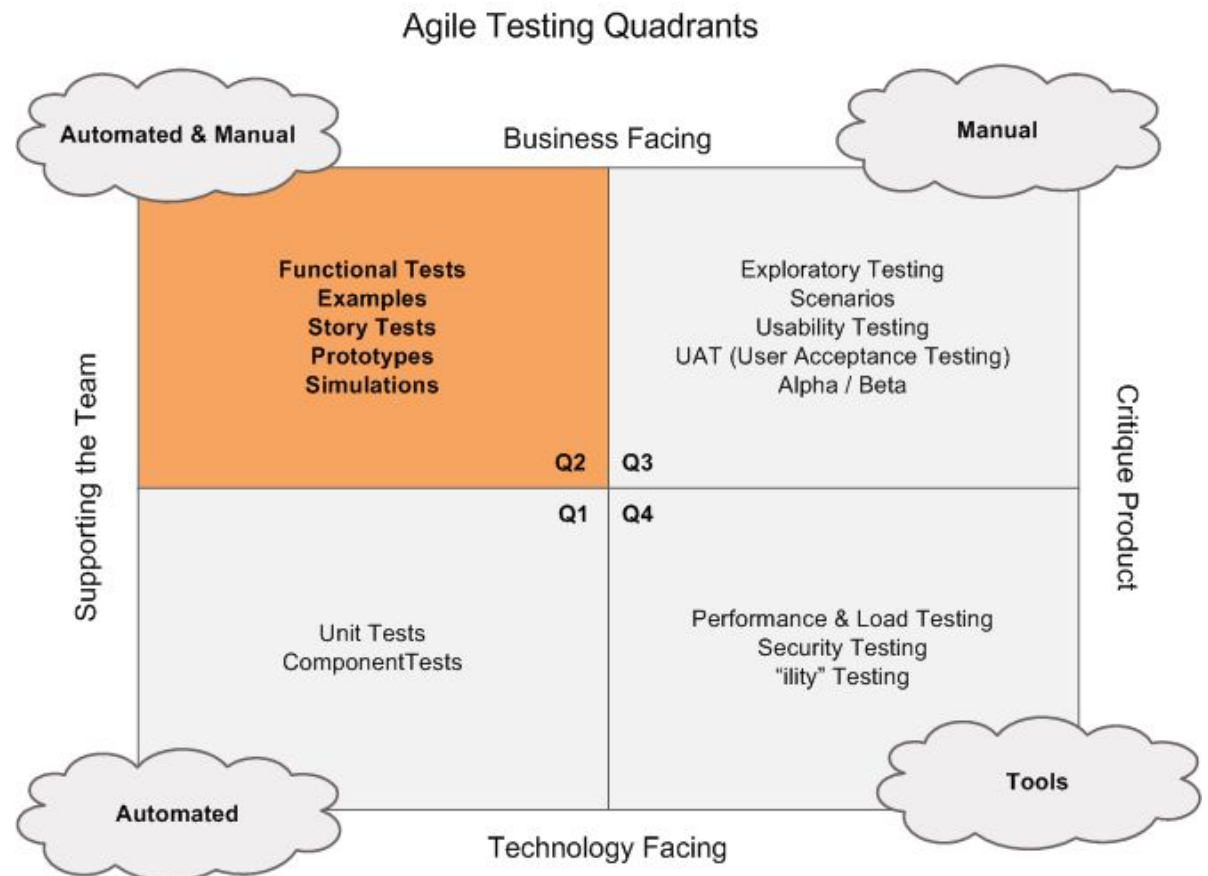 Agile Testing Quadrants
Automated & Manual
Business Facing
Manual
Functional Tests
Examples
Story Tests
Prototypes
Simulations
Q2
Exploratory Testing
Scenarios
Usability Testing
UAT (User Acceptance Testing)
Alpha / Beta
Q3
Supporting the Team
Critique Product
Q1
Unit Tests
ComponentTests
Q4
Performance & Load Testing
Security Testing
“ility” Testing
Automated
Technology Facing
Tools